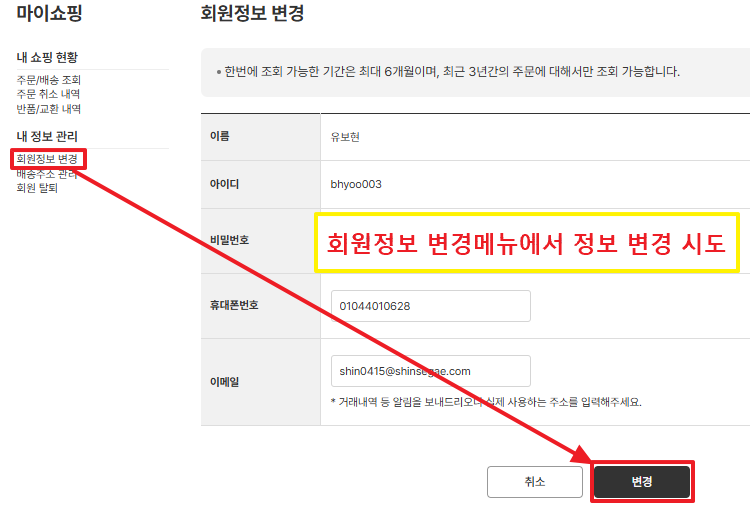 마이쇼핑
내 쇼핑 현황
주문/배송 조회
주문 취소 내역
반품/교환 내역
내 정보 관리
회원정보 변경
배송주소 관리
회원 탈퇴
회원정보 변경
• 한번에 조회 가능한 기간은 최대 6개월이며, 최근 3년간의 주문에 대해서만 조회 가능합니다.
이름 유보현
아이디 bhyoo003
비밀번호 회원정보 변경메뉴에서 정보 변경 시도
휴대폰번호 01044010628
이메일 shin0415@shinsegae.com
* 거래내역 등 알림을 보내드리오니 실제 사용하는 주소를 입력해주세요.
취소 변경